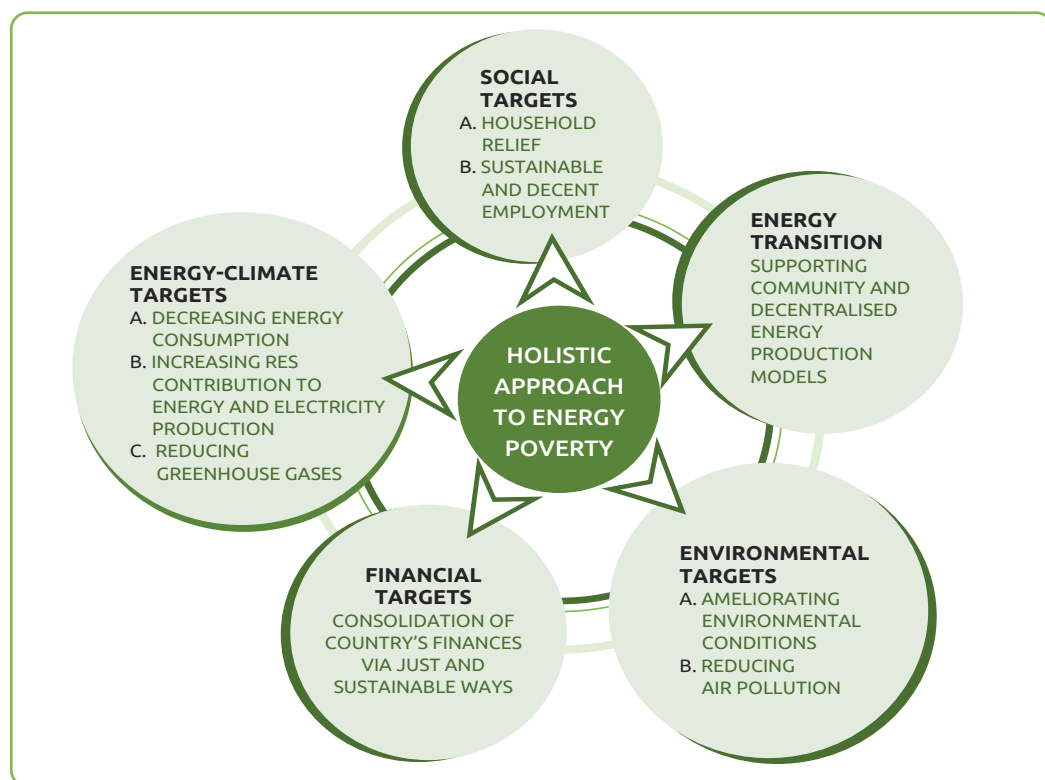 SOCIAL
TARGETS
A. HOUSEHOLD
RELIEF
B. SUSTAINABLE
AND DECENT
EMPLOYMENT
ENERGY
TRANSITION
SUPPORTING
COMMUNITY AND
DECENTRALISED
ENERGY
PRODUCTION
MODELS
ENERGY-CLIMATE
TARGETS
A. DECREASING ENERGY
CONSUMPTION
B. INCREASING RES
CONTRIBUTION TO
ENERGY AND ELECTRICITY
PRODUCTION
C. REDUCING
GREENHOUSE GASES
HOLISTIC
APPROACH
TO ENERGY
POVERTY
FINANCIAL
TARGETS
CONSOLIDATION OF
COUNTRY’S FINANCES
VIA JUST AND
SUSTAINABLE WAYS
ENVIRONMENTAL
TARGETS
A. AMELIORATING
ENVIRONMENTAL
CONDITIONS
B. REDUCING
AIR POLLUTION